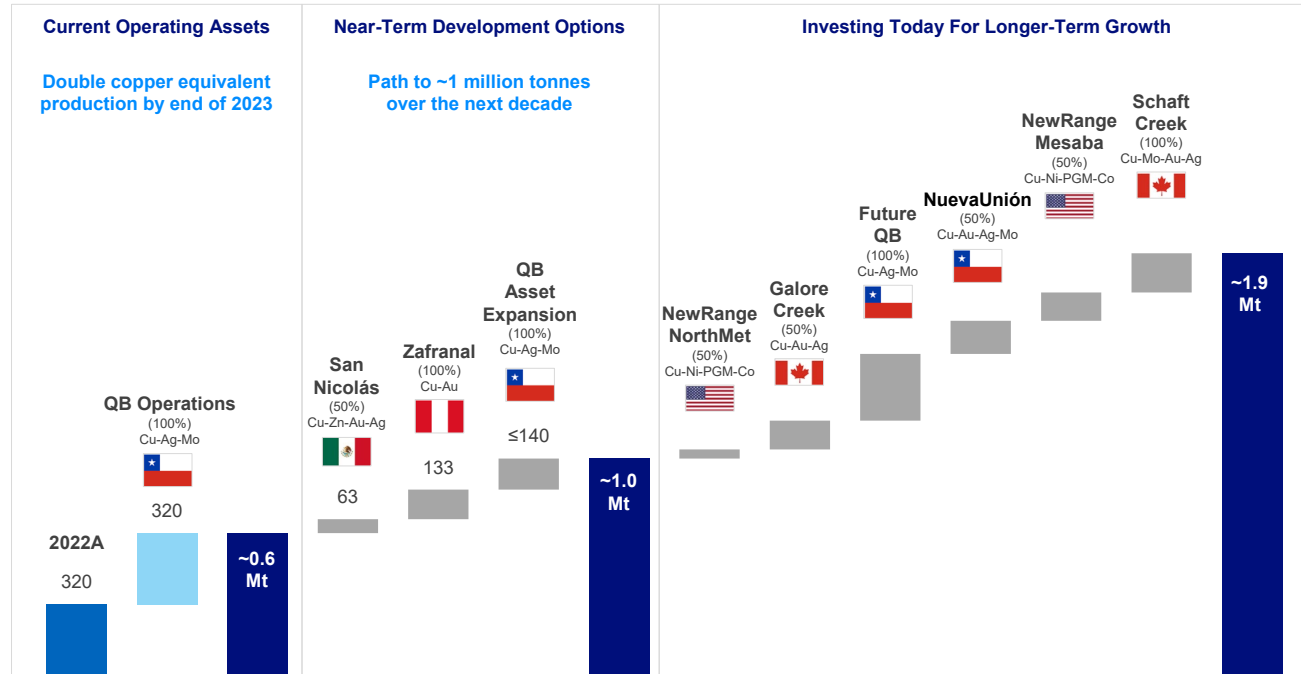 Current Operating Assets
Double copper equivalent
production by end of 2023
2022A
320
QB Operations
(100%)
Cu-Ag-Mo
320
~0.6
Mt
Near-Term Development Options
Path to ~1 million tonnes
over the next decade
San
Nicolás
(50%)
Cu-Zn-Au-Ag
63
Zafranal
(100%)
Cu-Au
133
QB
Asset
Expansion
(100%)
Cu-Ag-Mo
≤140
~1.0
Mt
Investing Today For Longer-Term Growth
NewRange
NorthMet
(50%)
Cu-Ni-PGM-Co
Galore
Creek
(50%)
Cu-Au-Ag
Future
QB
(100%)
Cu-Ag-Mo
NuevaUnión
(50%)
Cu-Au-Ag-Mo
NewRange
Mesaba
(50%)
Cu-Ni-PGM-Co
Schaft
Creek
(100%)
Cu-Mo-Au-Ag
~1.9
Mt